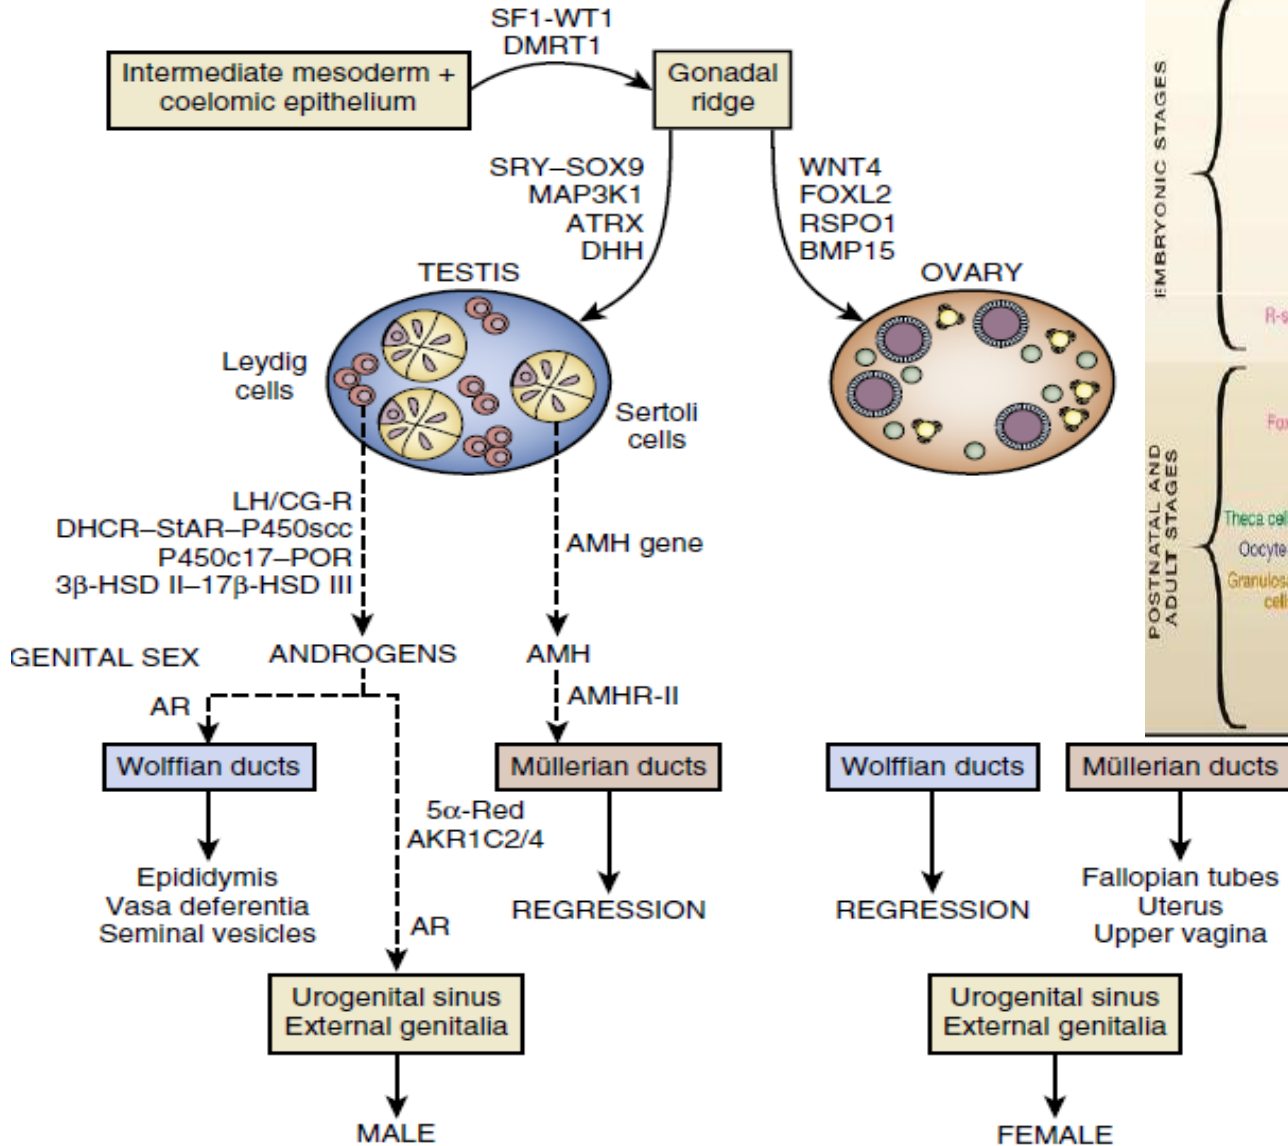 SF1-WT1
DMRT1
Intermediate mesoderm +
coelomic epithelium
Gonadal
ridge
SRY–SOX9
MAP3K1
ATRX
DHH
WNT4
FOXL2
RSPO1
BMP15
TESTIS
OVARY
Leydig
cells
Sertoli
cells
LH/CG-R
DHCR–StAR–P450scc
P450c17–POR
3β-HSD II–17β-HSD III
AMH gene
GENITAL SEX
ANDROGENS
AMH
AR
AMHR-II
Wolffian ducts
Müllerian ducts
Wolffian ducts
Müllerian ducts
5α-Red
AKR1C2/4
Epididymis
Vasa deferentia
Seminal vesicles
REGRESSION
REGRESSION
Fallopian tubes
Uterus
Upper vagina
AR
Urogenital sinus
External genitalia
Urogenital sinus
External genitalia
MALE
FEMALE
EMBRYONIC STAGES
R-s
Fox
POSTNATAL AND
ADULT STAGES
Theca cel
Oocyte
Granulosa
cell